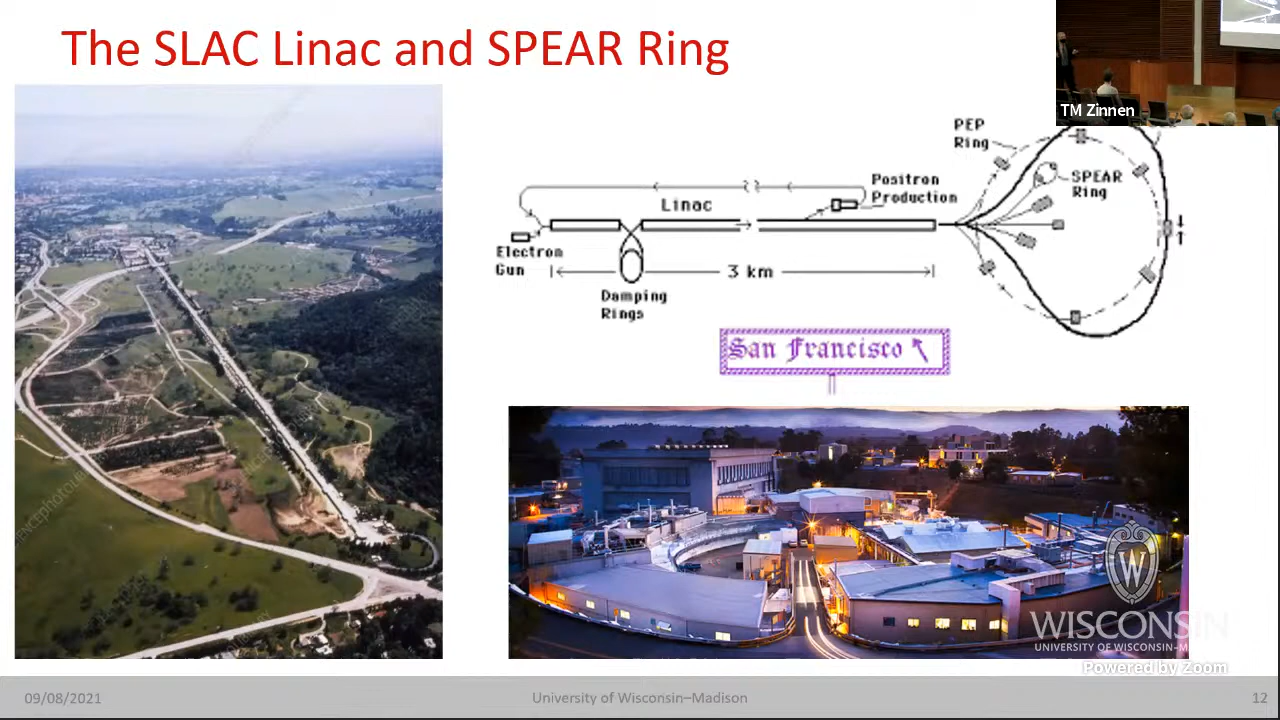 The SLAC Linac and SPEAR Ring
TM Zinnen
PEP
Ring
SPEAR
Ring
Positron
Production
Linac
Electron
Gun
3 km
Damping
Rings
San Francisco
WISCONSIN
UNIVERSITY OF WISCONSIN–M
Powered by Zoom
09/08/2021
University of Wisconsin–Madison
12